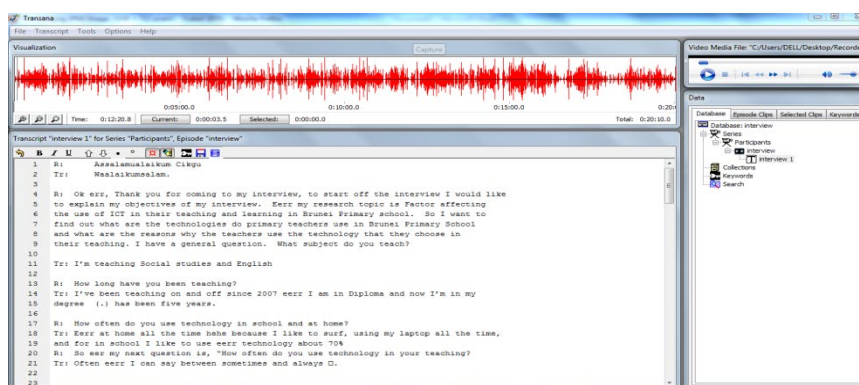 Transana
File Transcript Tools Options Help
Visualization
Capture
0:05:00.0 0:10:00.0 0:15:00.0 0:20:
Time: 0:12:20.8 Current: 0:00:03.5 Selected: 0:00:00.0 Total: 0:20:10.0
Transcript "interview 1" for Series "Participants", Episode "interview"
B I U
1 R: Assalamualaikum Cikgu
2 Tr: Waalaikumsalam.
3
4 R: Ok err, Thank you for coming to my interview, to start off the interview I would like
5 to explain my objectives of my interview. Eerr my research topic is Factor affecting
6 the use of ICT in their teaching and learning in Brunei Primary school. So I want to
7 find out what are the technologies do primary teachers use in Brunei Primary School
8 and what are the reasons why the teachers use the technology that they choose in
9 their teaching. I have a general question. What subject do you teach?
10
11 Tr: I'm teaching Social studies and English
12
13 R: How long have you been teaching?
14 Tr: I've been teaching on and off since 2007 eerr I am in Diploma and now I'm in my
15 degree (.) has been five years.
16
17 R: How often do you use technology in school and at home?
18 Tr: Eerr at home all the time hehe because I like to surf, using my laptop all the time,
19 and for in school I like to use eerr technology about 70%
20 R: So eer my next question is, "How often do you use technology in your teaching?
21 Tr: Often eerr I can say between sometimes and always □.
22
23
Video Media File: "C:/Users/DELL/Desktop/Recordi
Data
Database Episode Clips Selected Clips Keywords
Database: interview
Series
Participants
interview
interview 1
Collections
Keywords
Search